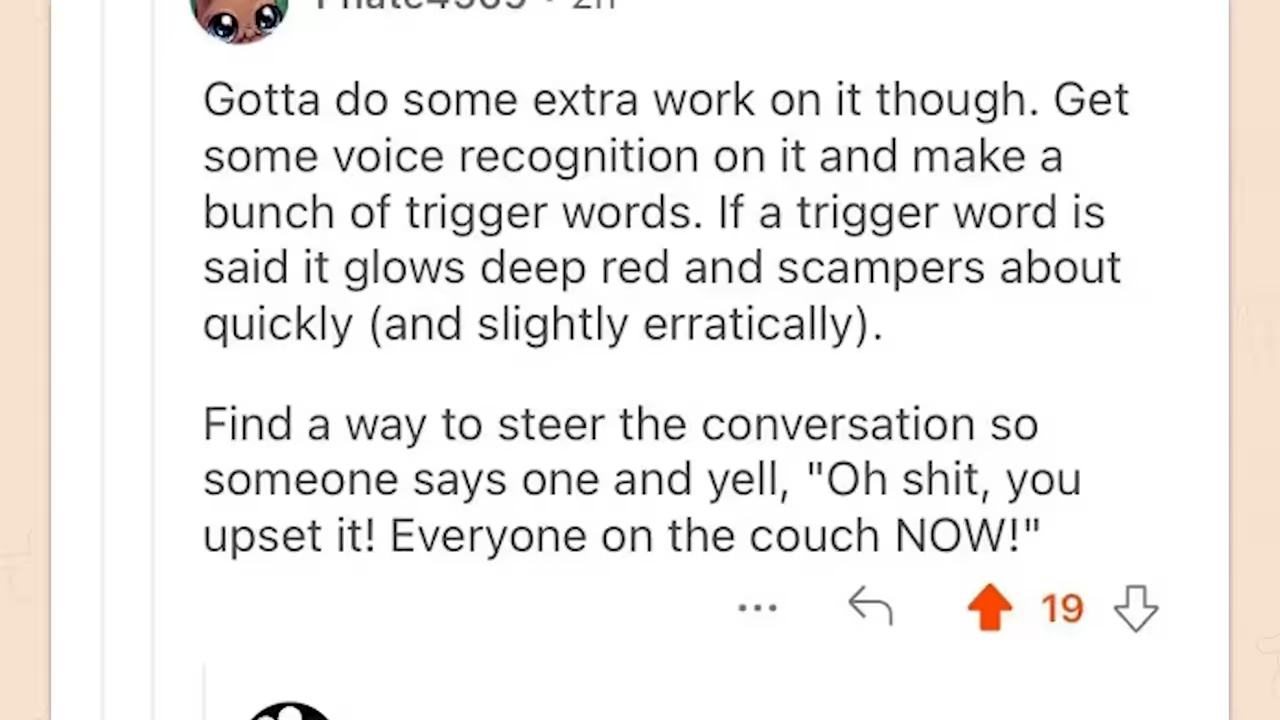 2h
Gotta do some extra work on it though. Get
some voice recognition on it and make a
bunch of trigger words. If a trigger word is
said it glows deep red and scampers about
quickly (and slightly erratically).
Find a way to steer the conversation so
someone says one and yell, "Oh shit, you
upset it! Everyone on the couch NOW!"
19